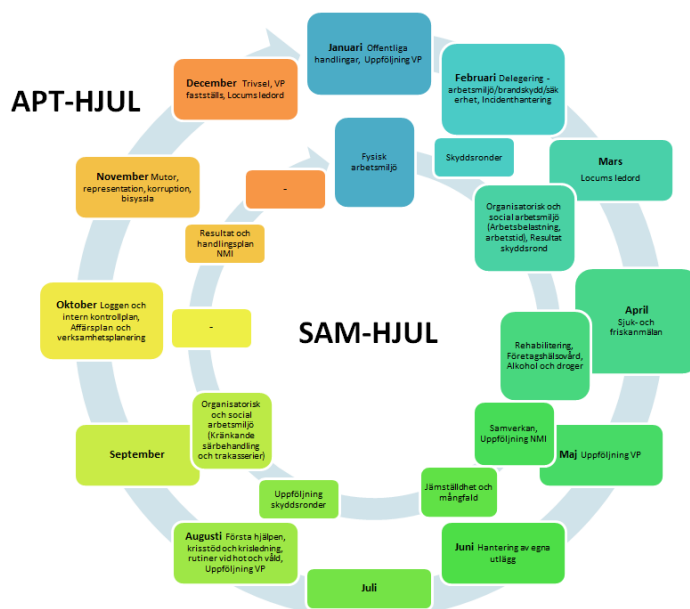 APT-HJUL
Januari Offentliga
handlingar, Uppföljning VP
Februari Delegering -
arbetsmiljö/brandskydd/säk
erhet, Incidenthantering
Mars
Locums ledord
April
Sjuk- och
friskanmälan
Maj Uppföljning VP
Juni Hantering av egna
utlägg
Juli
Augusti Första hjälpen,
krisstöd och krisledning,
rutiner vid hot och våld,
Uppföljning VP
September
Oktober Loggen och
intern kontrollplan,
Affärsplan och
verksamhetsplanering
November Mutor,
representation, korruption,
bisyssla
December Trivsel, VP
fastställs, Locums ledord
SAM-HJUL
Fysisk
arbetsmiljö
Skyddsronder
Organisatorisk och
social arbetsmiljö
(Arbetsbelastning,
arbetstid), Resultat
skyddsrond
Rehabilitering,
Företagshälsovård,
Alkohol och droger
Samverkan,
Uppföljning NMI
Jämställdhet och
mångfald
Uppföljning
skyddsronder
Organisatorisk
och social
arbetsmiljö
(Kränkande
särbehandling
och trakasserier)
-
Resultat och
handlingsplan
NMI
-